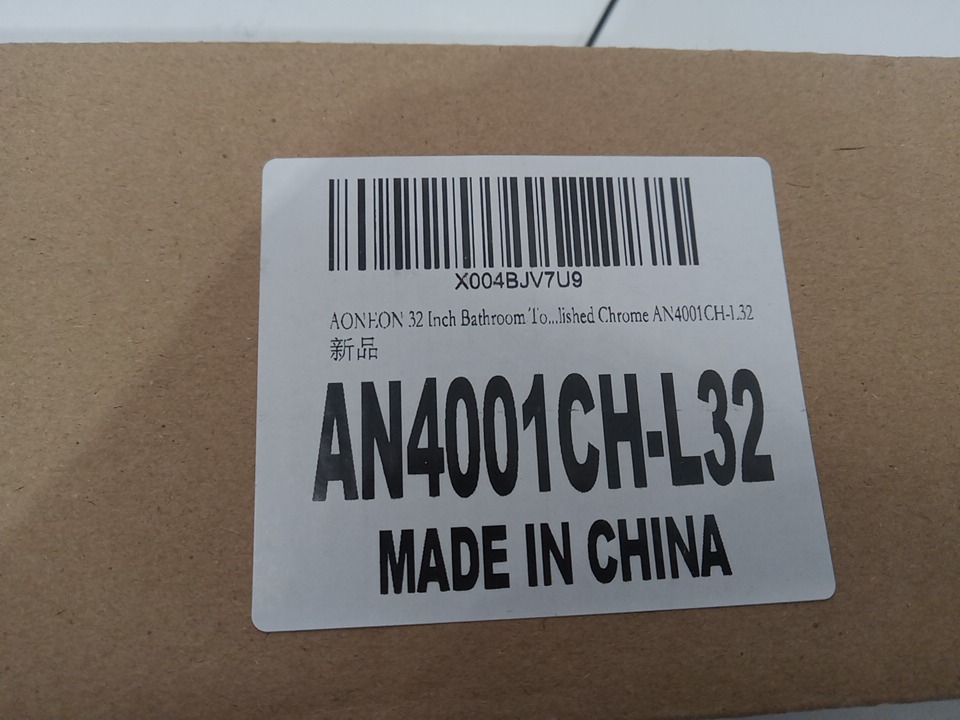 X004BJV7U9
AONEON 32 Inch Bathroom To...lished Chrome AN4001CH-L32
新品
AN4001CH-L32
MADE IN CHINA